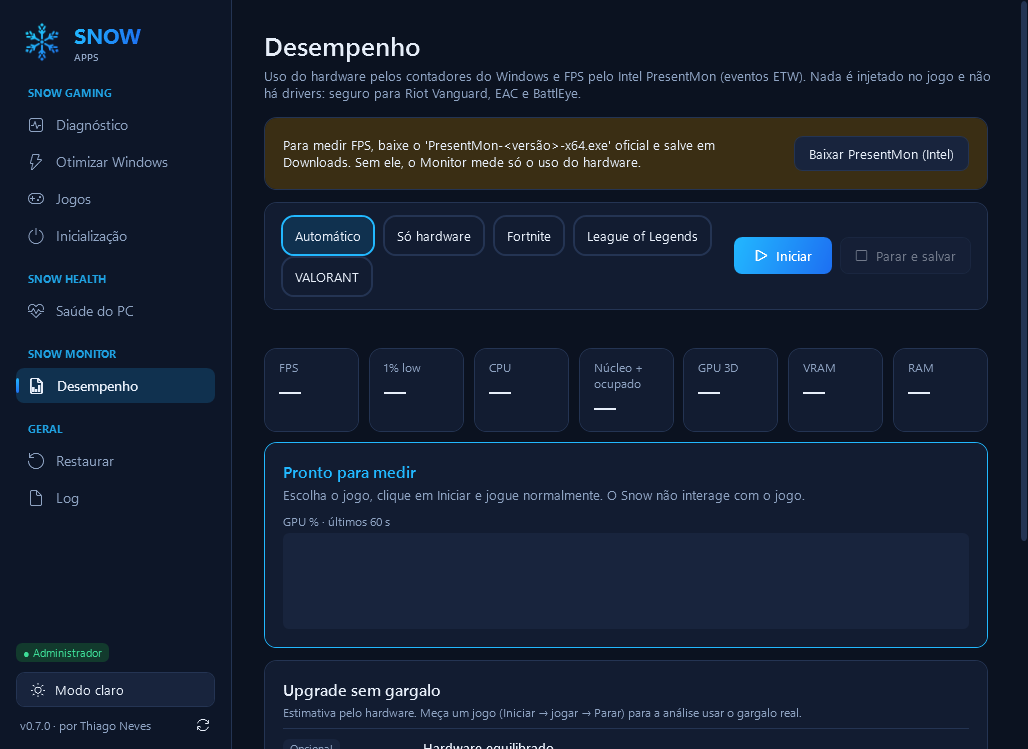 SNOW
APPS
SNOW GAMING
Diagnóstico
Otimizar Windows
Jogos
Inicialização
SNOW HEALTH
Saúde do PC
SNOW MONITOR
Desempenho
GERAL
Restaurar
Log
Administrador
Modo claro
v0.7.0 · por Thiago Neves
Desempenho
Uso do hardware pelos contadores do Windows e FPS pelo Intel PresentMon (eventos ETW). Nada é injetado no jogo e não
há drivers: seguro para Riot Vanguard, EAC e BattlEye.
Para medir FPS, baixe o 'PresentMon-<versão>-x64.exe' oficial e salve em
Downloads. Sem ele, o Monitor mede só o uso do hardware.
Baixar PresentMon (Intel)
Automático
Só hardware
Fortnite
League of Legends
VALORANT
Iniciar
Parar e salvar
FPS
—
1% low
—
CPU
—
Núcleo +
ocupado
—
GPU 3D
—
VRAM
—
RAM
—
Pronto para medir
Escolha o jogo, clique em Iniciar e jogue normalmente. O Snow não interage com o jogo.
GPU % · últimos 60 s
Upgrade sem gargalo
Estimativa pelo hardware. Meça um jogo (Iniciar → jogar → Parar) para a análise usar o gargalo real.
Opcional
Hardware equilibrado